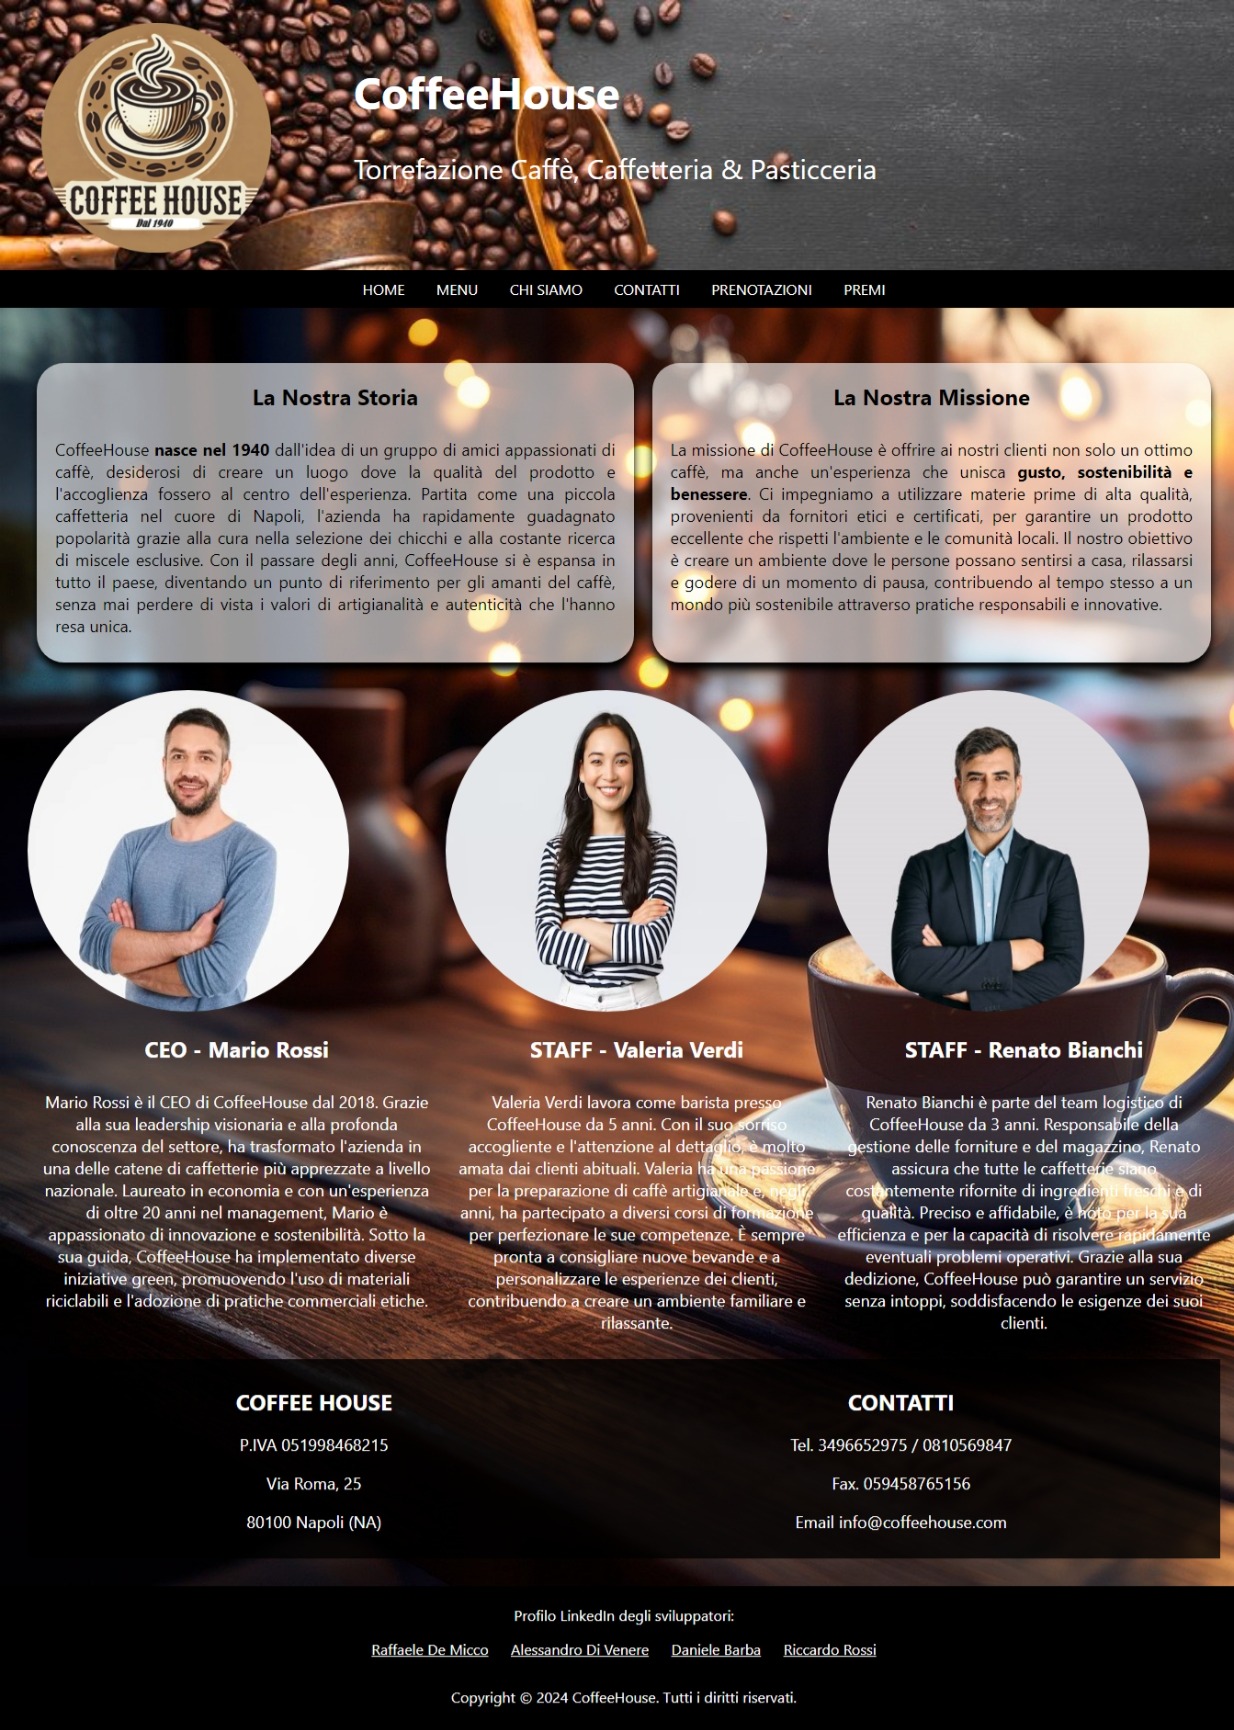 COFFEE HOUSE
Dal 1940
CoffeeHouse
Torrefazione Caffè, Caffetteria & Pasticceria
HOME MENU CHI SIAMO CONTATTI PRENOTAZIONI PREMI
La Nostra Storia
CoffeeHouse nasce nel 1940 dall'idea di un gruppo di amici appassionati di
caffè, desiderosi di creare un luogo dove la qualità del prodotto e
l'accoglienza fossero al centro dell'esperienza. Partita come una piccola
caffetteria nel cuore di Napoli, l'azienda ha rapidamente guadagnato
popolarità grazie alla cura nella selezione dei chicchi e alla costante ricerca
di miscele esclusive. Con il passare degli anni, CoffeeHouse si è espansa in
tutto il paese, diventando un punto di riferimento per gli amanti del caffè,
senza mai perdere di vista i valori di artigianalità e autenticità che l'hanno
resa unica.
La Nostra Missione
La missione di CoffeeHouse è offrire ai nostri clienti non solo un ottimo
caffè, ma anche un'esperienza che unisca gusto, sostenibilità e
benessere. Ci impegniamo a utilizzare materie prime di alta qualità,
provenienti da fornitori etici e certificati, per garantire un prodotto
eccellente che rispetti l'ambiente e le comunità locali. Il nostro obiettivo
è creare un ambiente dove le persone possano sentirsi a casa, rilassarsi
e godere di un momento di pausa, contribuendo al tempo stesso a un
mondo più sostenibile attraverso pratiche responsabili e innovative.
CEO - Mario Rossi
Mario Rossi è il CEO di CoffeeHouse dal 2018. Grazie
alla sua leadership visionaria e alla profonda
conoscenza del settore, ha trasformato l'azienda in
una delle catene di caffetterie più apprezzate a livello
nazionale. Laureato in economia e con un'esperienza
di oltre 20 anni nel management, Mario è
appassionato di innovazione e sostenibilità. Sotto la
sua guida, CoffeeHouse ha implementato diverse
iniziative green, promuovendo l'uso di materiali
riciclabili e l'adozione di pratiche commerciali etiche.
STAFF - Valeria Verdi
Valeria Verdi lavora come barista presso
CoffeeHouse da 5 anni. Con il suo sorriso
accogliente e l'attenzione al dettaglio, è molto
amata dai clienti abituali. Valeria ha una passione
per la preparazione di caffè artigianale e, negli
anni, ha partecipato a diversi corsi di formazione
per perfezionare le sue competenze. È sempre
pronta a consigliare nuove bevande e a
personalizzare le esperienze dei clienti,
contribuendo a creare un ambiente familiare e
rilassante.
STAFF - Renato Bianchi
Renato Bianchi è parte del team logistico di
CoffeeHouse da 3 anni. Responsabile della
gestione delle forniture e del magazzino, Renato
assicura che tutte le caffetterie siano
costantemente rifornite di ingredienti freschi e di
qualità. Preciso e affidabile, è noto per la sua
efficienza e per la capacità di risolvere rapidamente
eventuali problemi operativi. Grazie alla sua
dedizione, CoffeeHouse può garantire un servizio
senza intoppi, soddisfacendo le esigenze dei suoi
clienti.
COFFEE HOUSE
P.IVA 051998468215
Via Roma, 25
80100 Napoli (NA)
CONTATTI
Tel. 3496652975 / 0810569847
Fax. 059458765156
Email info@coffeehouse.com
Profilo LinkedIn degli sviluppatori:
Raffaele De Micco Alessandro Di Venere Daniele Barba Riccardo Rossi
Copyright © 2024 CoffeeHouse. Tutti i diritti riservati.